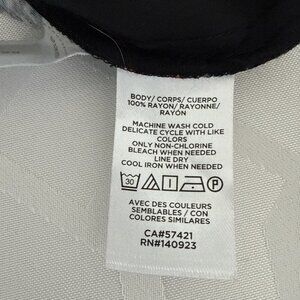 BODY/ CORPS/ CUERPO
100% RAYON/ RAYONNE/
RAYÓN
MACHINE WASH COLD
DELICATE CYCLE WITH LIKE
COLORS
ONLY NON-CHLORINE
BLEACH WHEN NEEDED
LINE DRY
COOL IRON WHEN NEEDED
30 P
AVEC DES COULEURS
SEMBLABLES / CON
COLORES SIMILARES
CA#57421
RN#140923